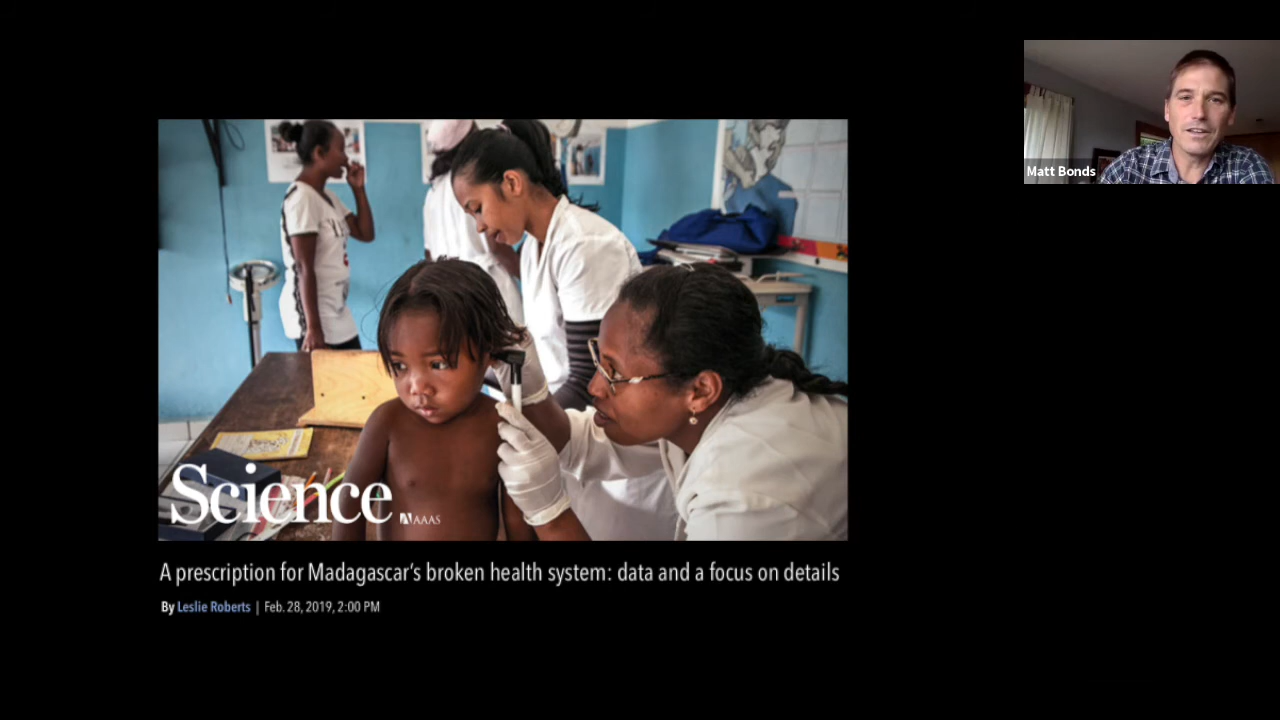 Matt Bonds
Science
AAAS
A prescription for Madagascar's broken health system: data and a focus on details
By Leslie Roberts | Feb. 28, 2019, 2:00 PM